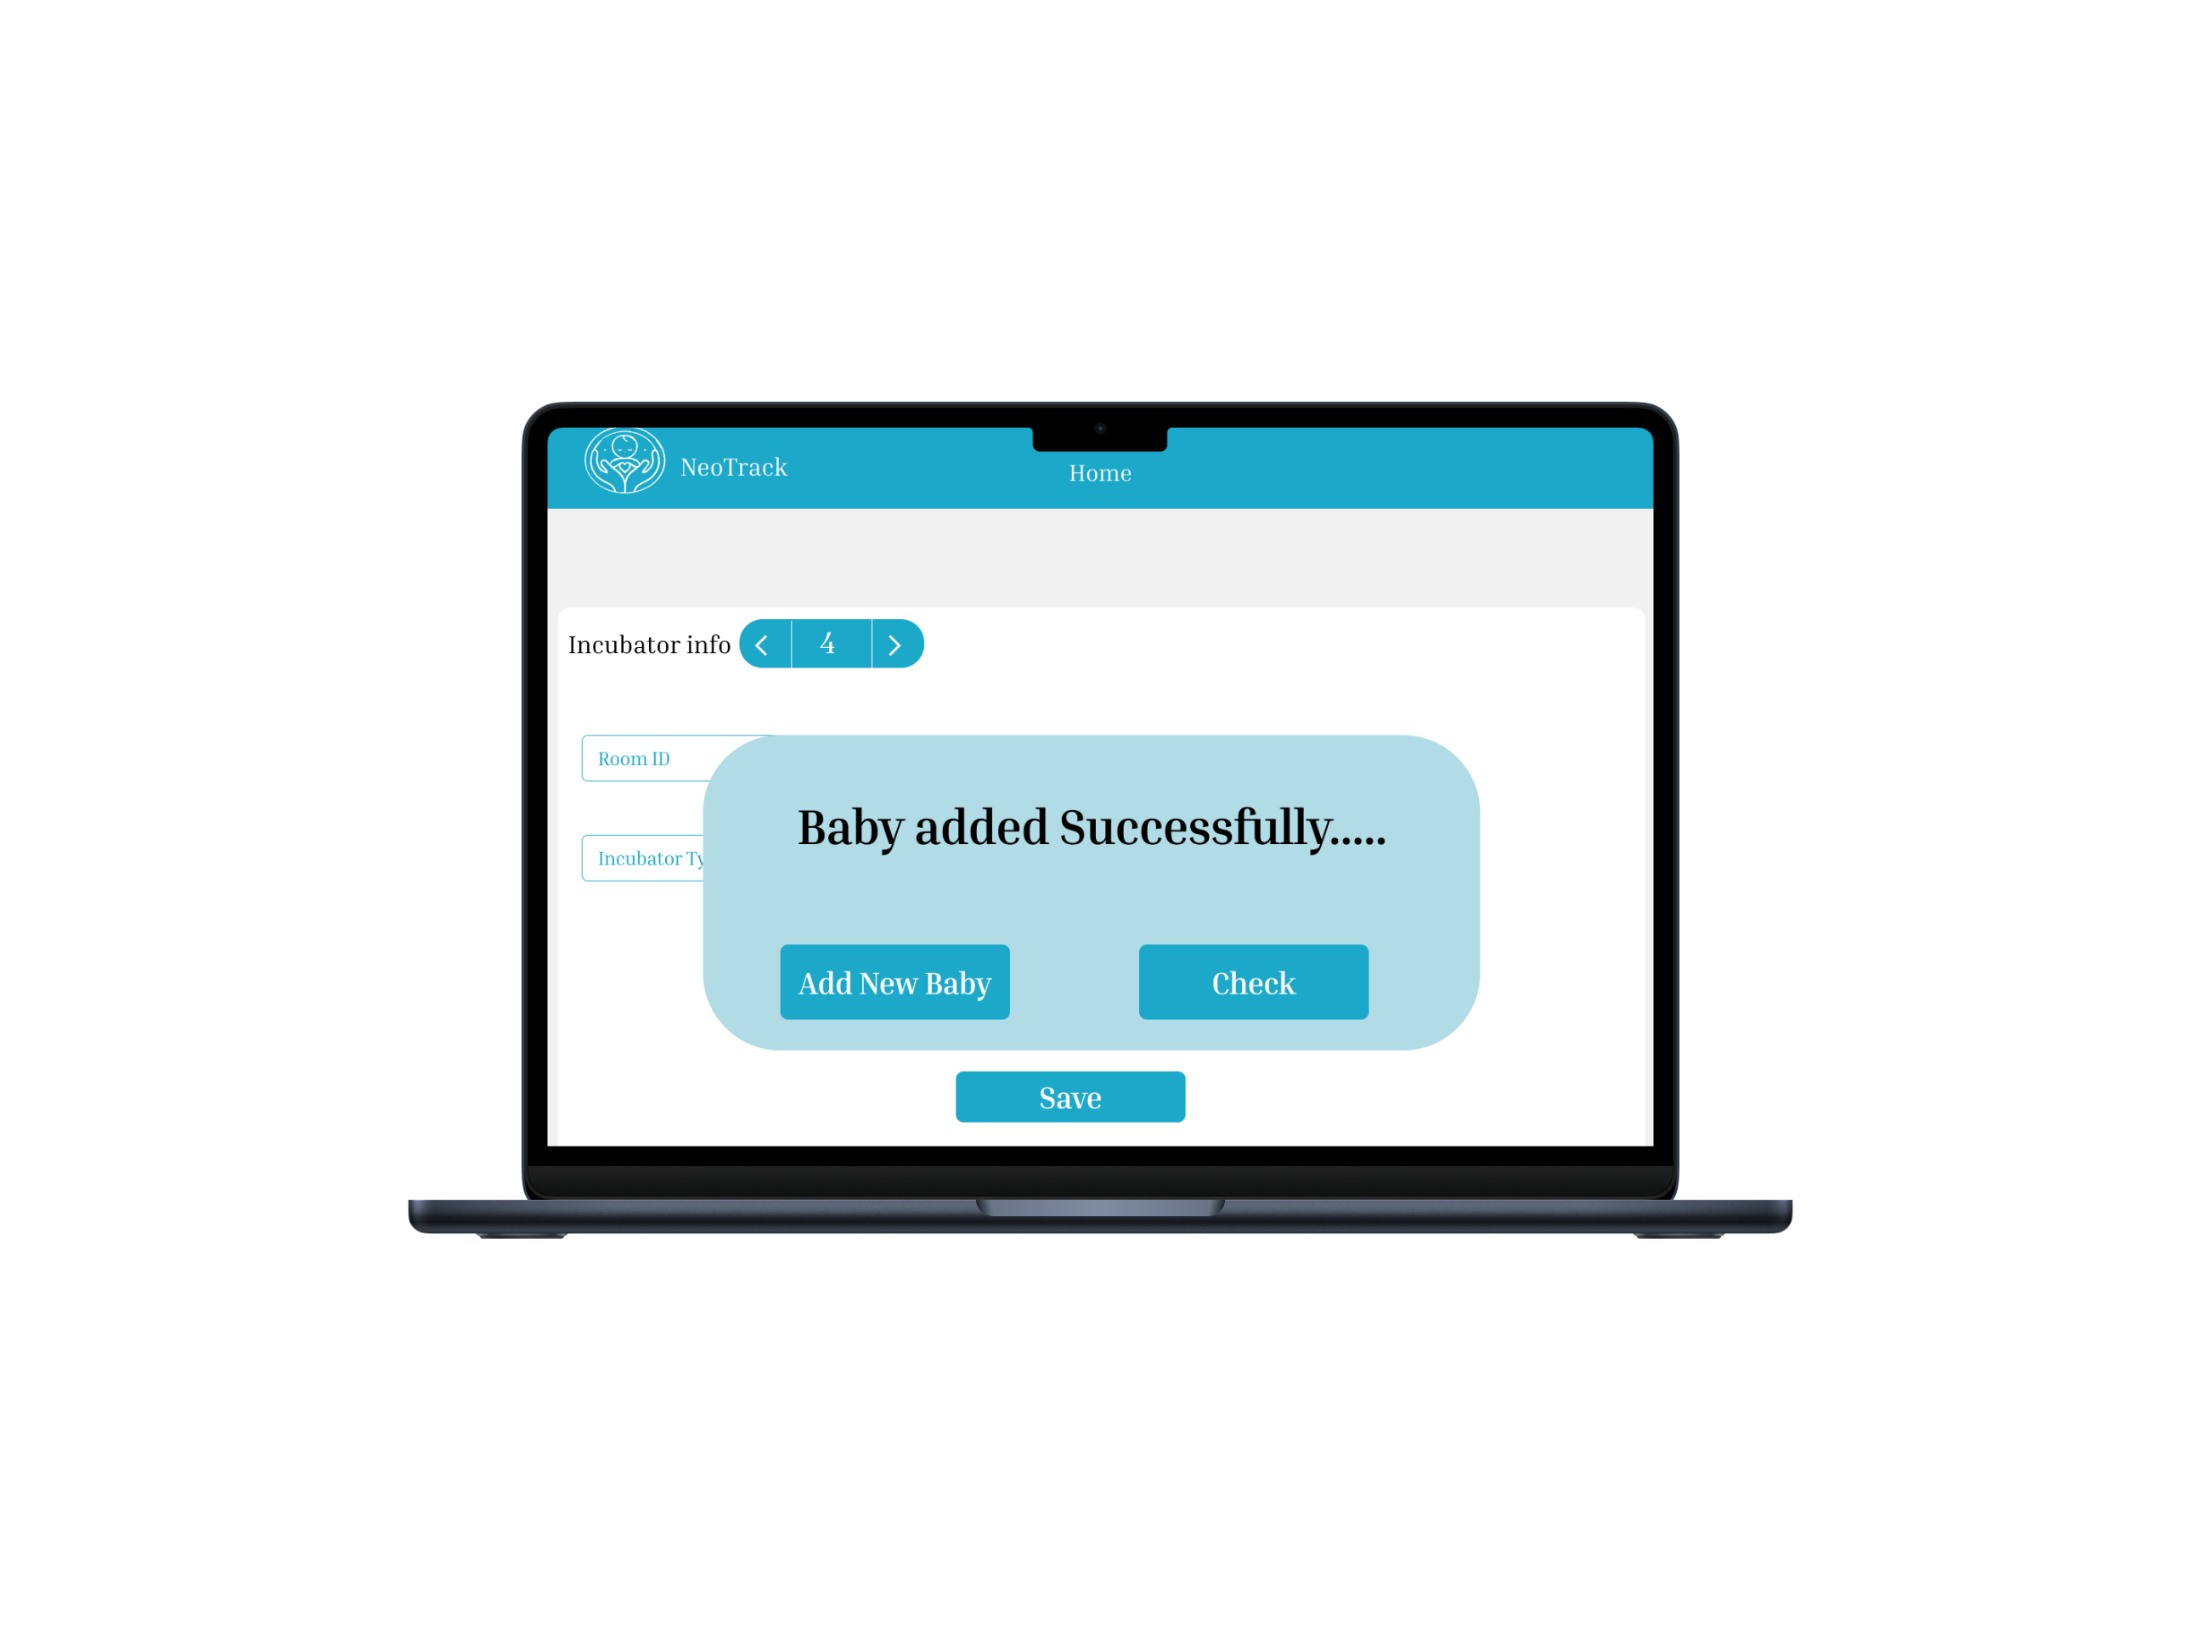 NeoTrack
Home
Incubator info
4
Room ID
Incubator Ty
Baby added Successfully.....
Add New Baby
Check
Save